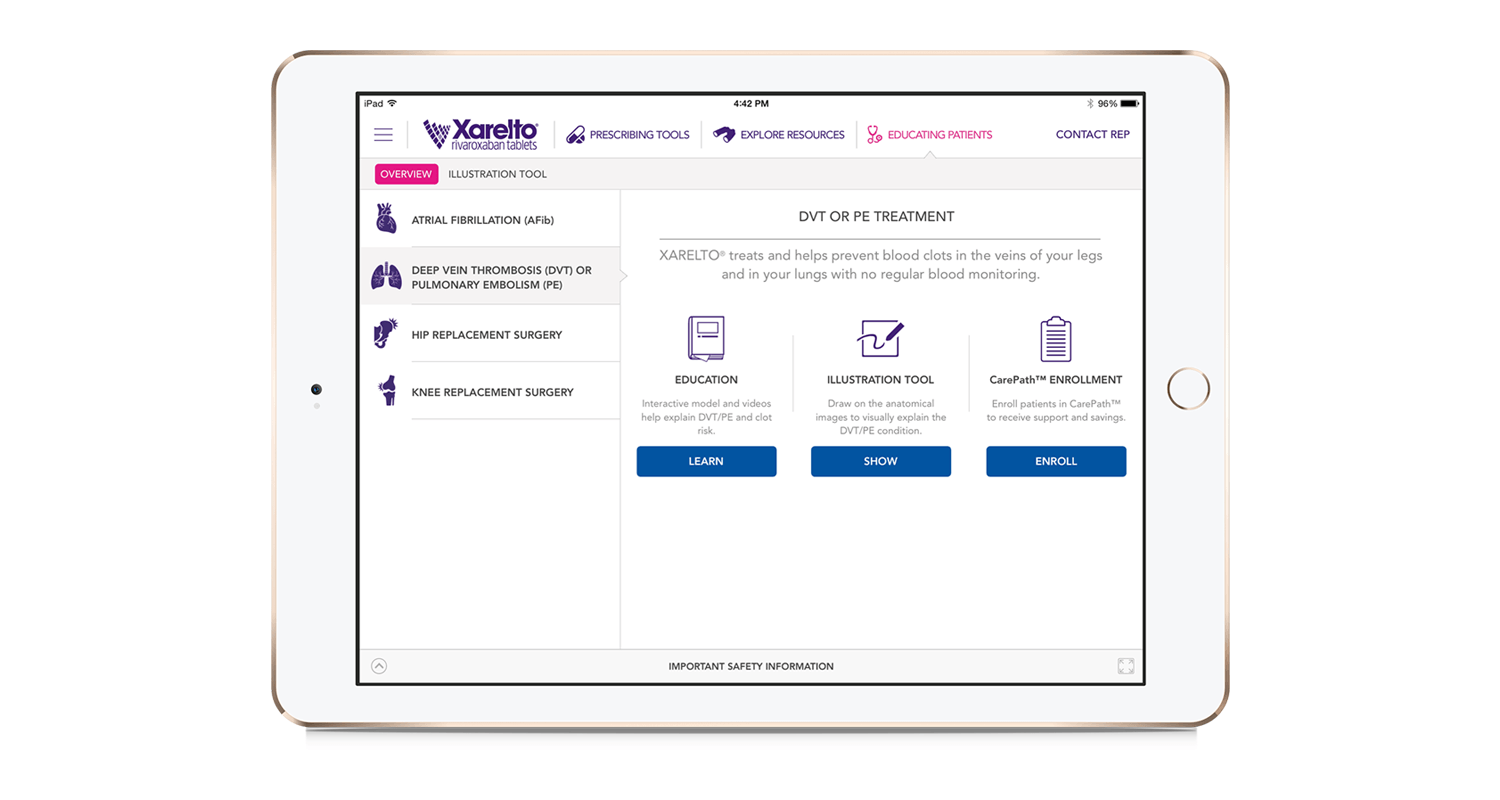 iPad
4:42 PM
96%
Xarelto®
rivaroxaban tablets
PRESCRIBING TOOLS
EXPLORE RESOURCES
EDUCATING PATIENTS
CONTACT REP
OVERVIEW
ILLUSTRATION TOOL
ATRIAL FIBRILLATION (AFib)
DEEP VEIN THROMBOSIS (DVT) OR
PULMONARY EMBOLISM (PE)
HIP REPLACEMENT SURGERY
KNEE REPLACEMENT SURGERY
DVT OR PE TREATMENT
XARELTO® treats and helps prevent blood clots in the veins of your legs
and in your lungs with no regular blood monitoring.
EDUCATION
Interactive model and videos
help explain DVT/PE and clot
risk.
LEARN
ILLUSTRATION TOOL
Draw on the anatomical
images to visually explain the
DVT/PE condition.
SHOW
CarePath™ ENROLLMENT
Enroll patients in CarePath™
to receive support and savings.
ENROLL
IMPORTANT SAFETY INFORMATION